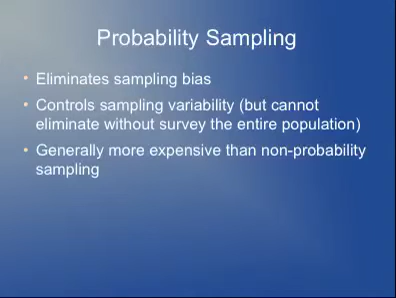 Probability Sampling
• Eliminates sampling bias
• Controls sampling variability (but cannot
eliminate without survey the entire population)
• Generally more expensive than non-probability
sampling